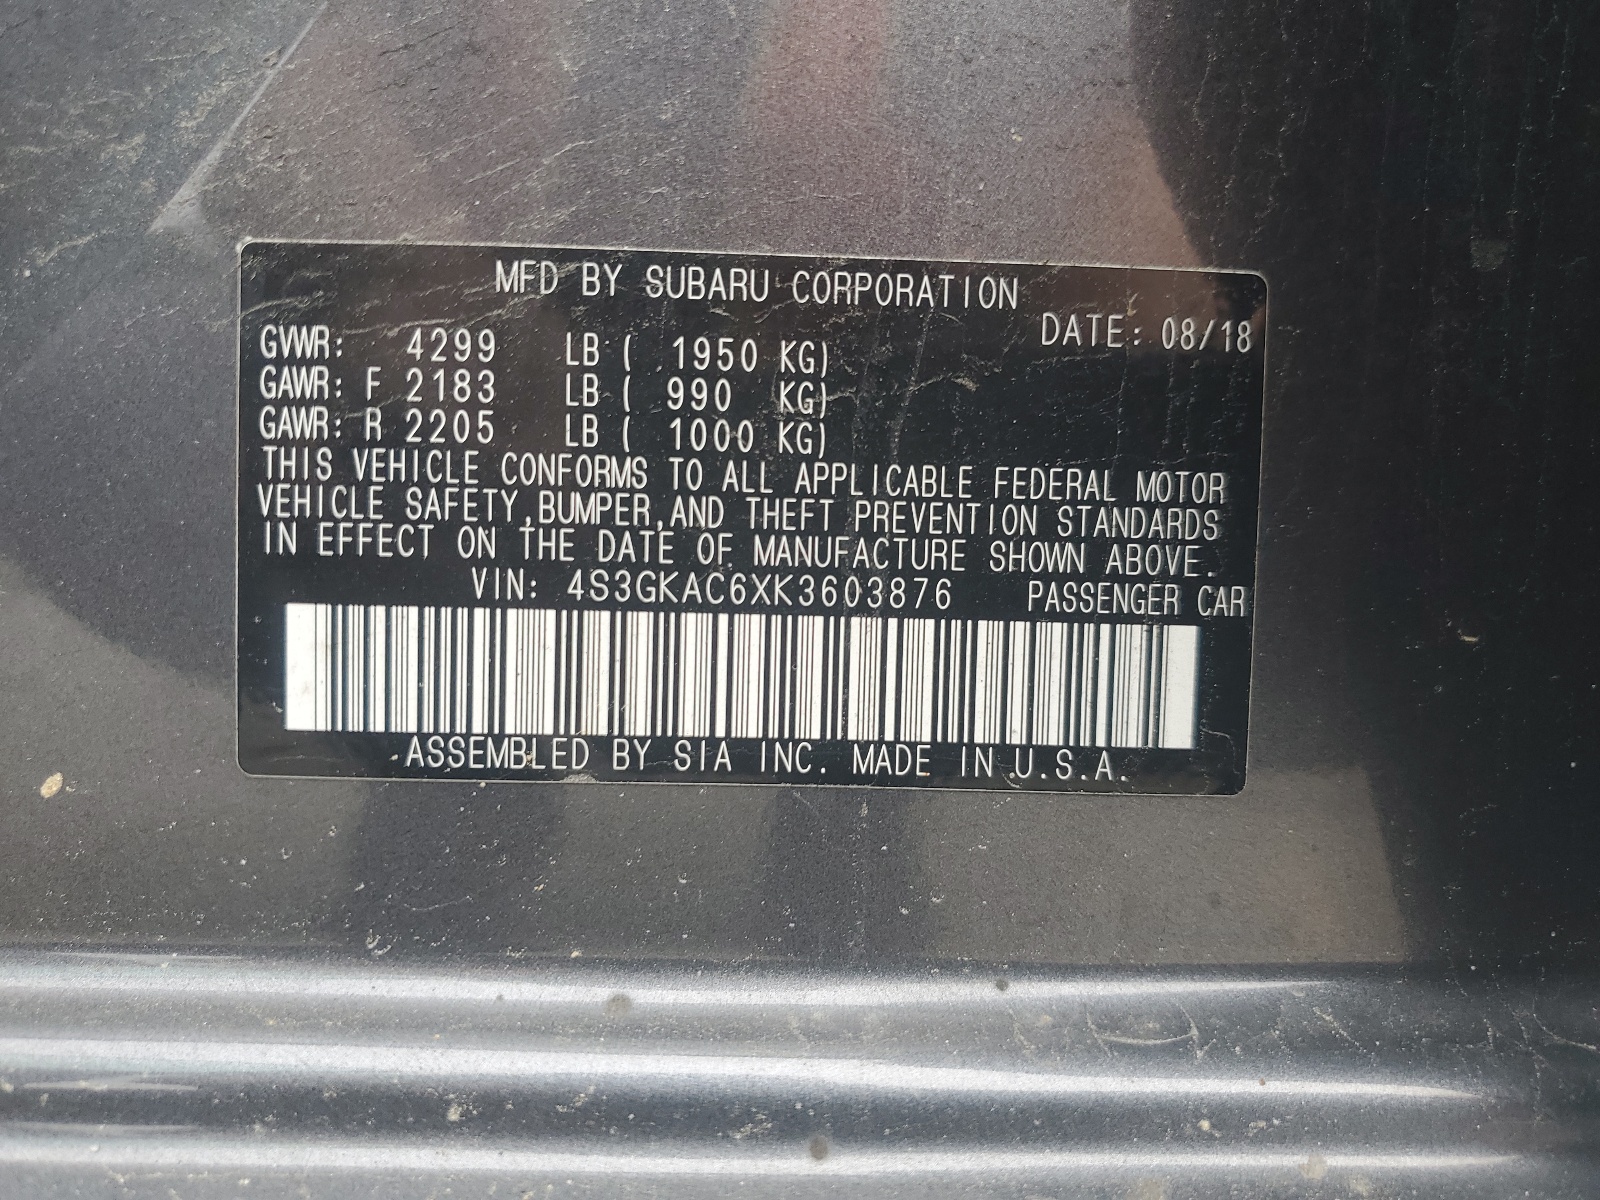 MFD BY SUBARU CORPORATION
DATE: 08/18
GVWR: 4299 LB ( 1950 KG)
GAWR: F 2183 LB ( 990 KG)
GAWR: R 2205 LB ( 1000 KG)
THIS VEHICLE CONFORMS TO ALL APPLICABLE FEDERAL MOTOR
VEHICLE SAFETY,BUMPER,AND THEFT PREVENTION STANDARDS
IN EFFECT ON THE DATE OF MANUFACTURE SHOWN ABOVE.
VIN: 4S3GKAC6XK3603876 PASSENGER CAR
ASSEMBLED BY SIA INC. MADE IN U.S.A.